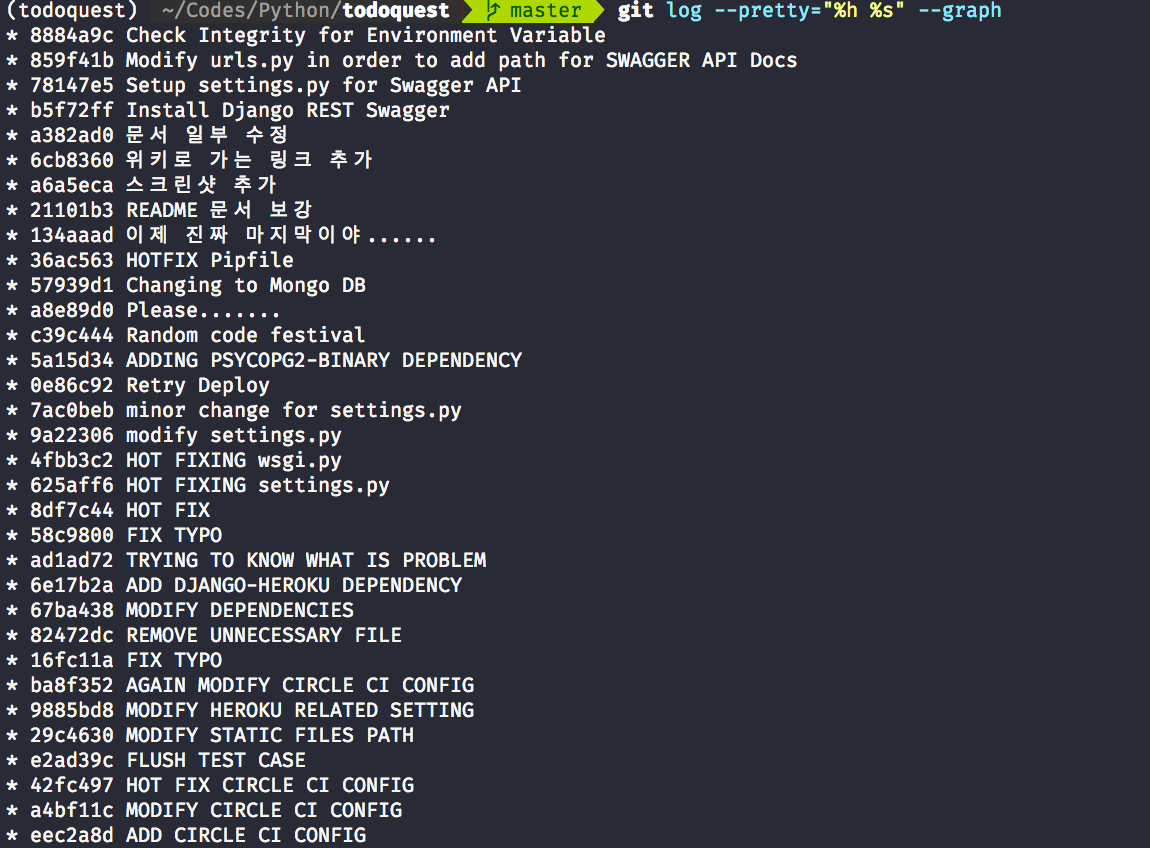 (todoquest) ~/Codes/Python/todoquest master git log --pretty="%h %s" --graph
* 8884a9c Check Integrity for Environment Variable
* 859f41b Modify urls.py in order to add path for SWAGGER API Docs
* 78147e5 Setup settings.py for Swagger API
* b5f72ff Install Django REST Swagger
* a382ad0 문서 일부 수정
* 6cb8360 위키로 가는 링크 추가
* a6a5eca 스크린샷 추가
* 21101b3 README 문서 보강
* 134aaad 이제 진짜 마지막이야......
* 36ac563 HOTFIX Pipfile
* 57939d1 Changing to Mongo DB
* a8e89d0 Please.......
* c39c444 Random code festival
* 5a15d34 ADDING PSYCOPG2-BINARY DEPENDENCY
* 0e86c92 Retry Deploy
* 7ac0beb minor change for settings.py
* 9a22306 modify settings.py
* 4fbb3c2 HOT FIXING wsgi.py
* 625aff6 HOT FIXING settings.py
* 8df7c44 HOT FIX
* 58c9800 FIX TYPO
* ad1ad72 TRYING TO KNOW WHAT IS PROBLEM
* 6e17b2a ADD DJANGO-HEROKU DEPENDENCY
* 67ba438 MODIFY DEPENDENCIES
* 82472dc REMOVE UNNECESSARY FILE
* 16fc11a FIX TYPO
* ba8f352 AGAIN MODIFY CIRCLE CI CONFIG
* 9885bd8 MODIFY HEROKU RELATED SETTING
* 29c4630 MODIFY STATIC FILES PATH
* e2ad39c FLUSH TEST CASE
* 42fc497 HOT FIX CIRCLE CI CONFIG
* a4bf11c MODIFY CIRCLE CI CONFIG
* eec2a8d ADD CIRCLE CI CONFIG